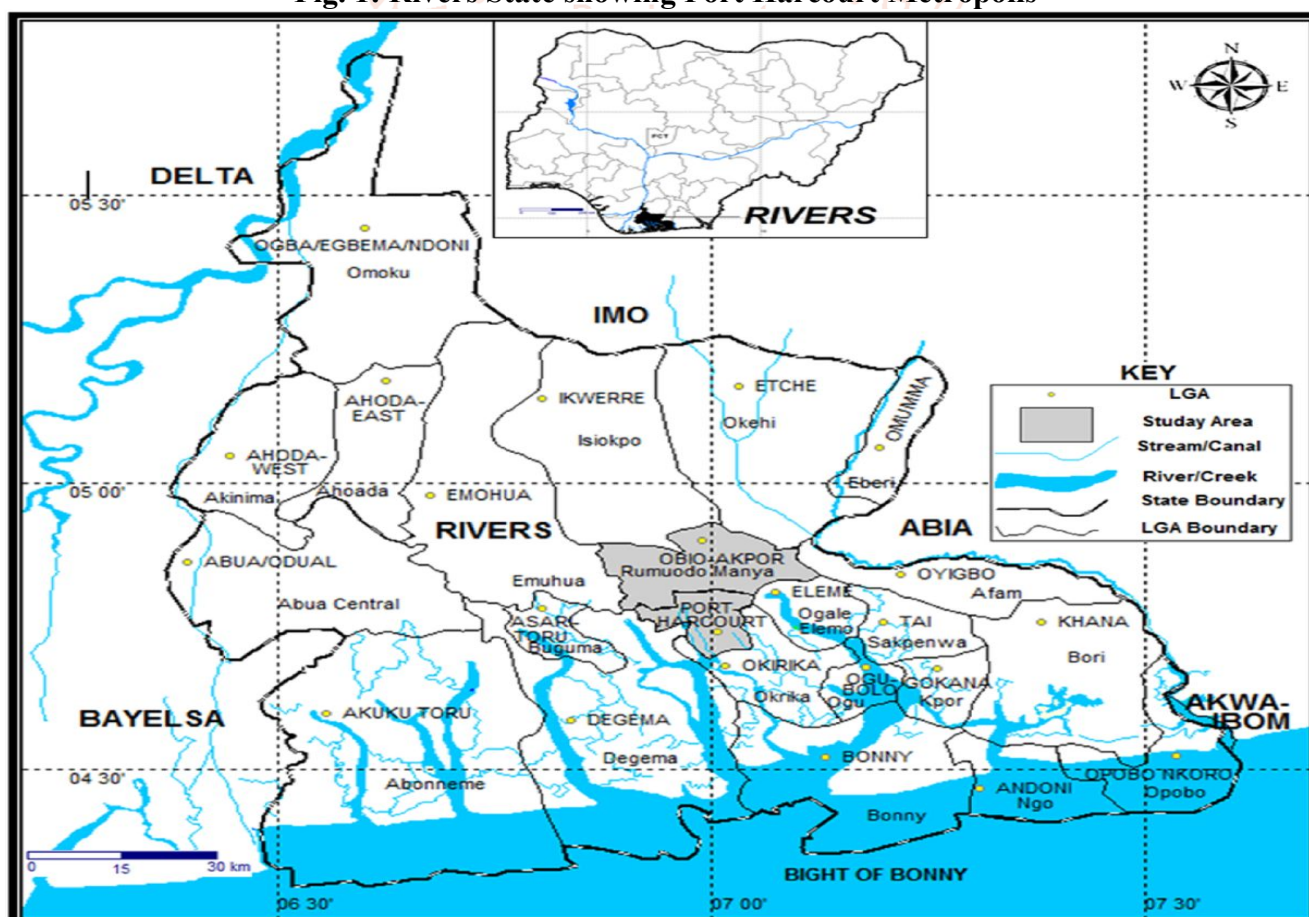 Fig. 1: Rivers State showing Port Harcourt Metropolis
N
W E
S
FCT
RIVERS
DELTA
05 30'
OGBA/EGBEMA/NDONI
Omoku
IMO
KEY
LGA
Studay Area
Stream/Canal
River/Creek
State Boundary
LGA Boundary
AHODA-
EAST
IKWERRE
ETCHE
Okehi
OMUMMA
Isiokpo
AHODA-
WEST
Akinima
Ahoada
EMOHUA
Eberi
05 00'
RIVERS
ABIA
OBIO-AKPOR
Rumuodo Manya
ABUA/ODUAL
Abua Central
Emuhua
OYIGBO
Afam
ELEME
Ogale
Elemo
PORT-
HARCOURT
ASARI-
TORU
Buguma
TAI
Sakpenwa
KHANA
Bori
OKIRIKA
Okrika
OGU-
BOLO
Ogu
GOKANA
Kpor
BAYELSA
AKUKU TORU
Abonneme
DEGEMA
Degema
AKWA-
IBOM
04 30'
BONNY
Bonny
OPOBO NKORO
Opobo
ANDONI
Ngo
0 15 30 km
BIGHT OF BONNY
06 30'
07 00'
07 30'